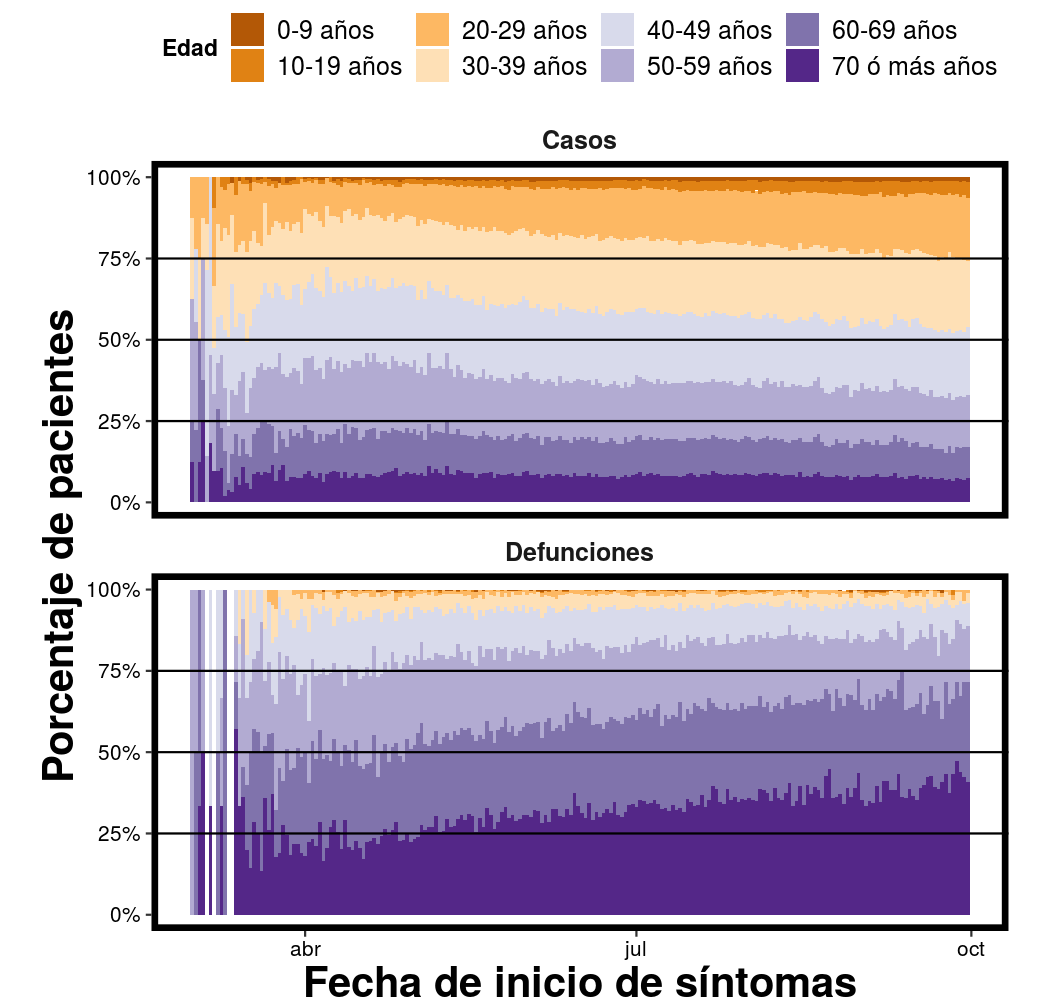 Edad
0-9 años 20-29 años 40-49 años 60-69 años
10-19 años 30-39 años 50-59 años 70 ó más años
Casos
100%
75%
50%
25%
0%
Defunciones
100%
75%
50%
25%
0%
abr jul oct
Fecha de inicio de síntomas
Porcentaje de pacientes